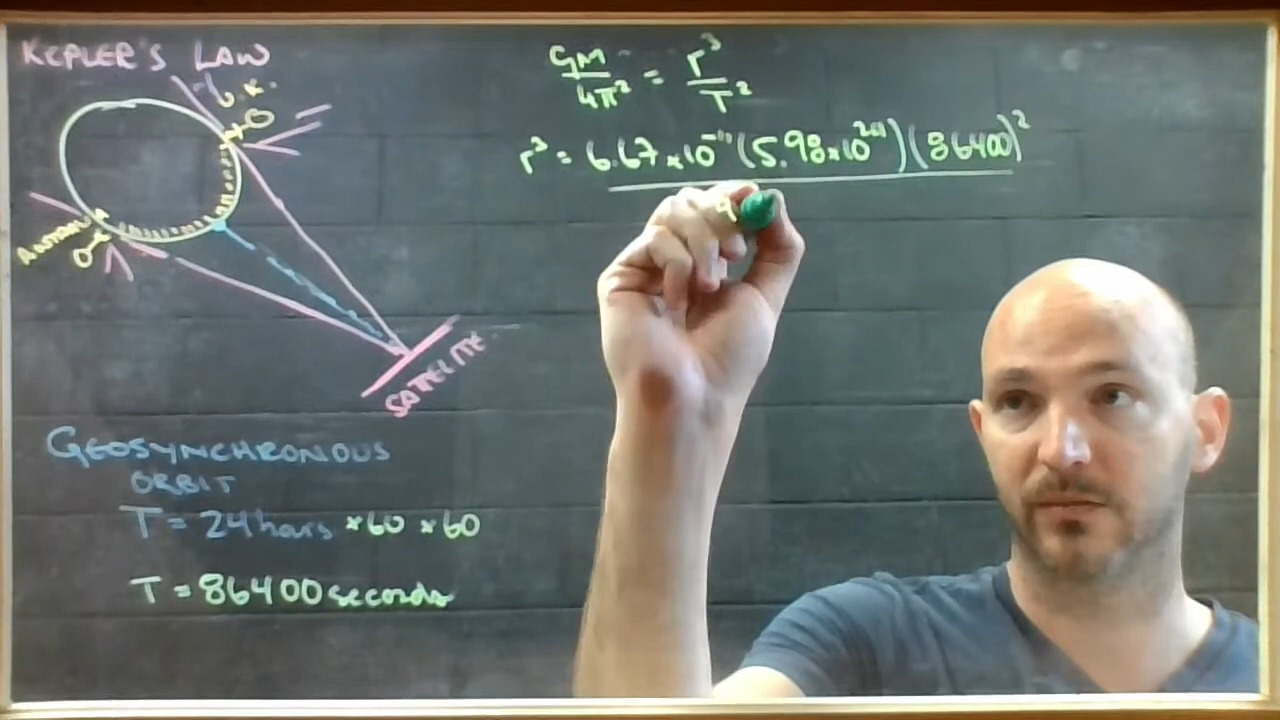 KEPLER'S LAW
U.K.
SATELITE
GEOSYNCHRONOUS
ORBIT
T = 24 hours × 60 × 60
T = 86400 seconds
GM/4π² = r³/T²
r³ = 6.67 × 10⁻¹¹ (5.98 × 10²⁴) (86400)²